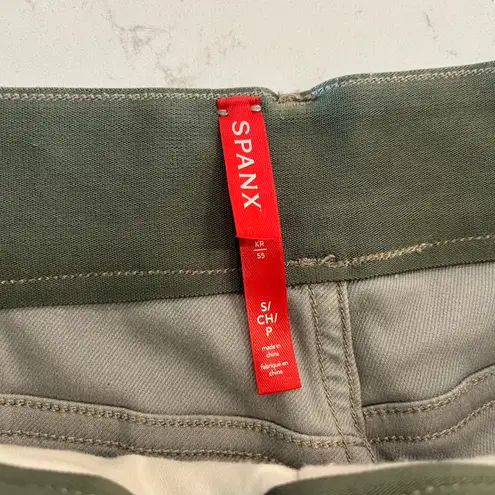 SPANX
KR
55
S/
CH/
P
made in
china
fabriqué en
chine